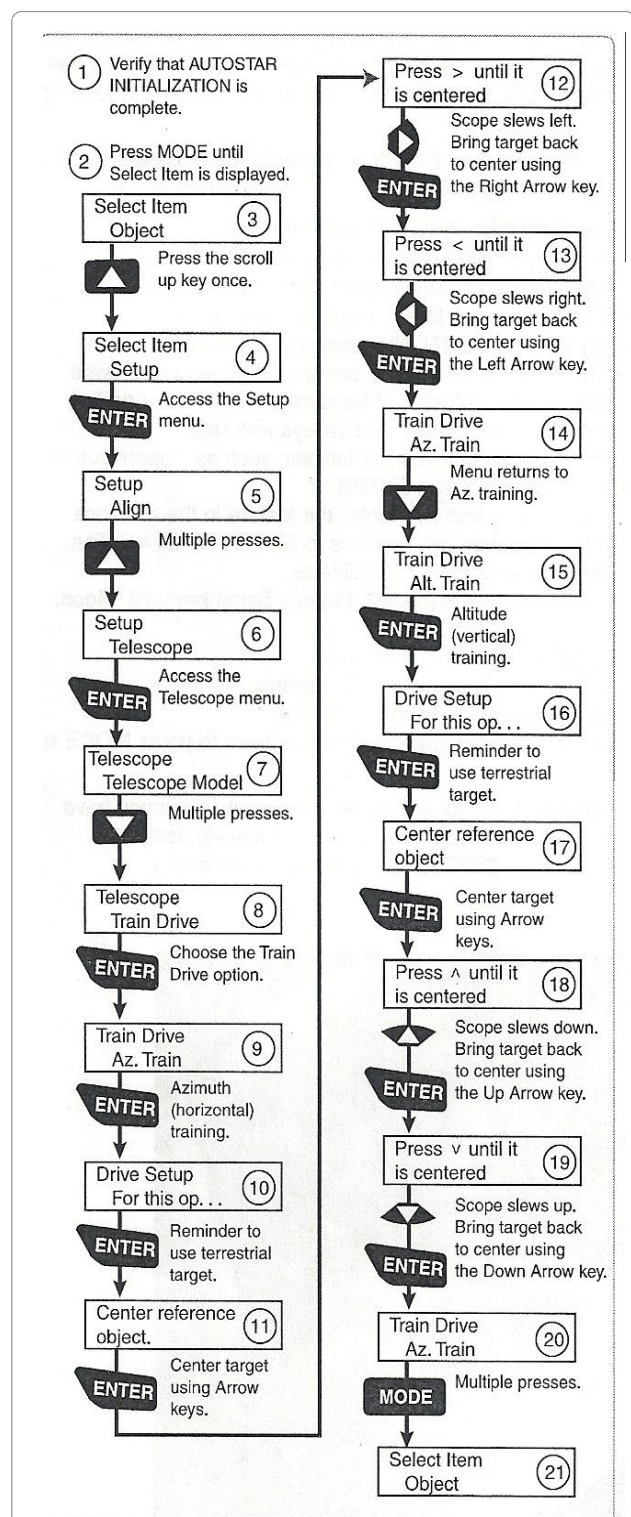 1 Verify that AUTOSTAR
INITIALIZATION is
complete.
2 Press MODE until
Select Item is displayed.
Select Item
Object 3
Press the scroll
up key once.
Select Item
Setup 4
ENTER
Access the Setup
menu.
Setup
Align 5
Multiple presses.
Setup
Telescope 6
ENTER
Access the
Telescope menu.
Telescope
Telescope Model 7
Multiple presses.
Telescope
Train Drive 8
ENTER
Choose the Train
Drive option.
Train Drive
Az. Train 9
ENTER
Azimuth
(horizontal)
training.
Drive Setup
For this op. . . 10
ENTER
Reminder to
use terrestrial
target.
Center reference
object. 11
ENTER
Center target
using Arrow
keys.
Press > until it
is centered 12
Scope slews left.
Bring target back
to center using
the Right Arrow key.
ENTER
Press < until it
is centered 13
Scope slews right.
Bring target back
to center using
the Left Arrow key.
ENTER
Train Drive
Az. Train 14
Menu returns to
Az. training.
Train Drive
Alt. Train 15
ENTER
Altitude
(vertical)
training.
Drive Setup
For this op. . . 16
ENTER
Reminder to
use terrestrial
target.
Center reference
object 17
ENTER
Center target
using Arrow
keys.
Press ^ until it
is centered 18
Scope slews down.
Bring target back
to center using
the Up Arrow key.
ENTER
Press v until it
is centered 19
Scope slews up.
Bring target back
to center using
the Down Arrow key.
ENTER
Train Drive
Az. Train 20
MODE
Multiple presses.
Select Item
Object 21